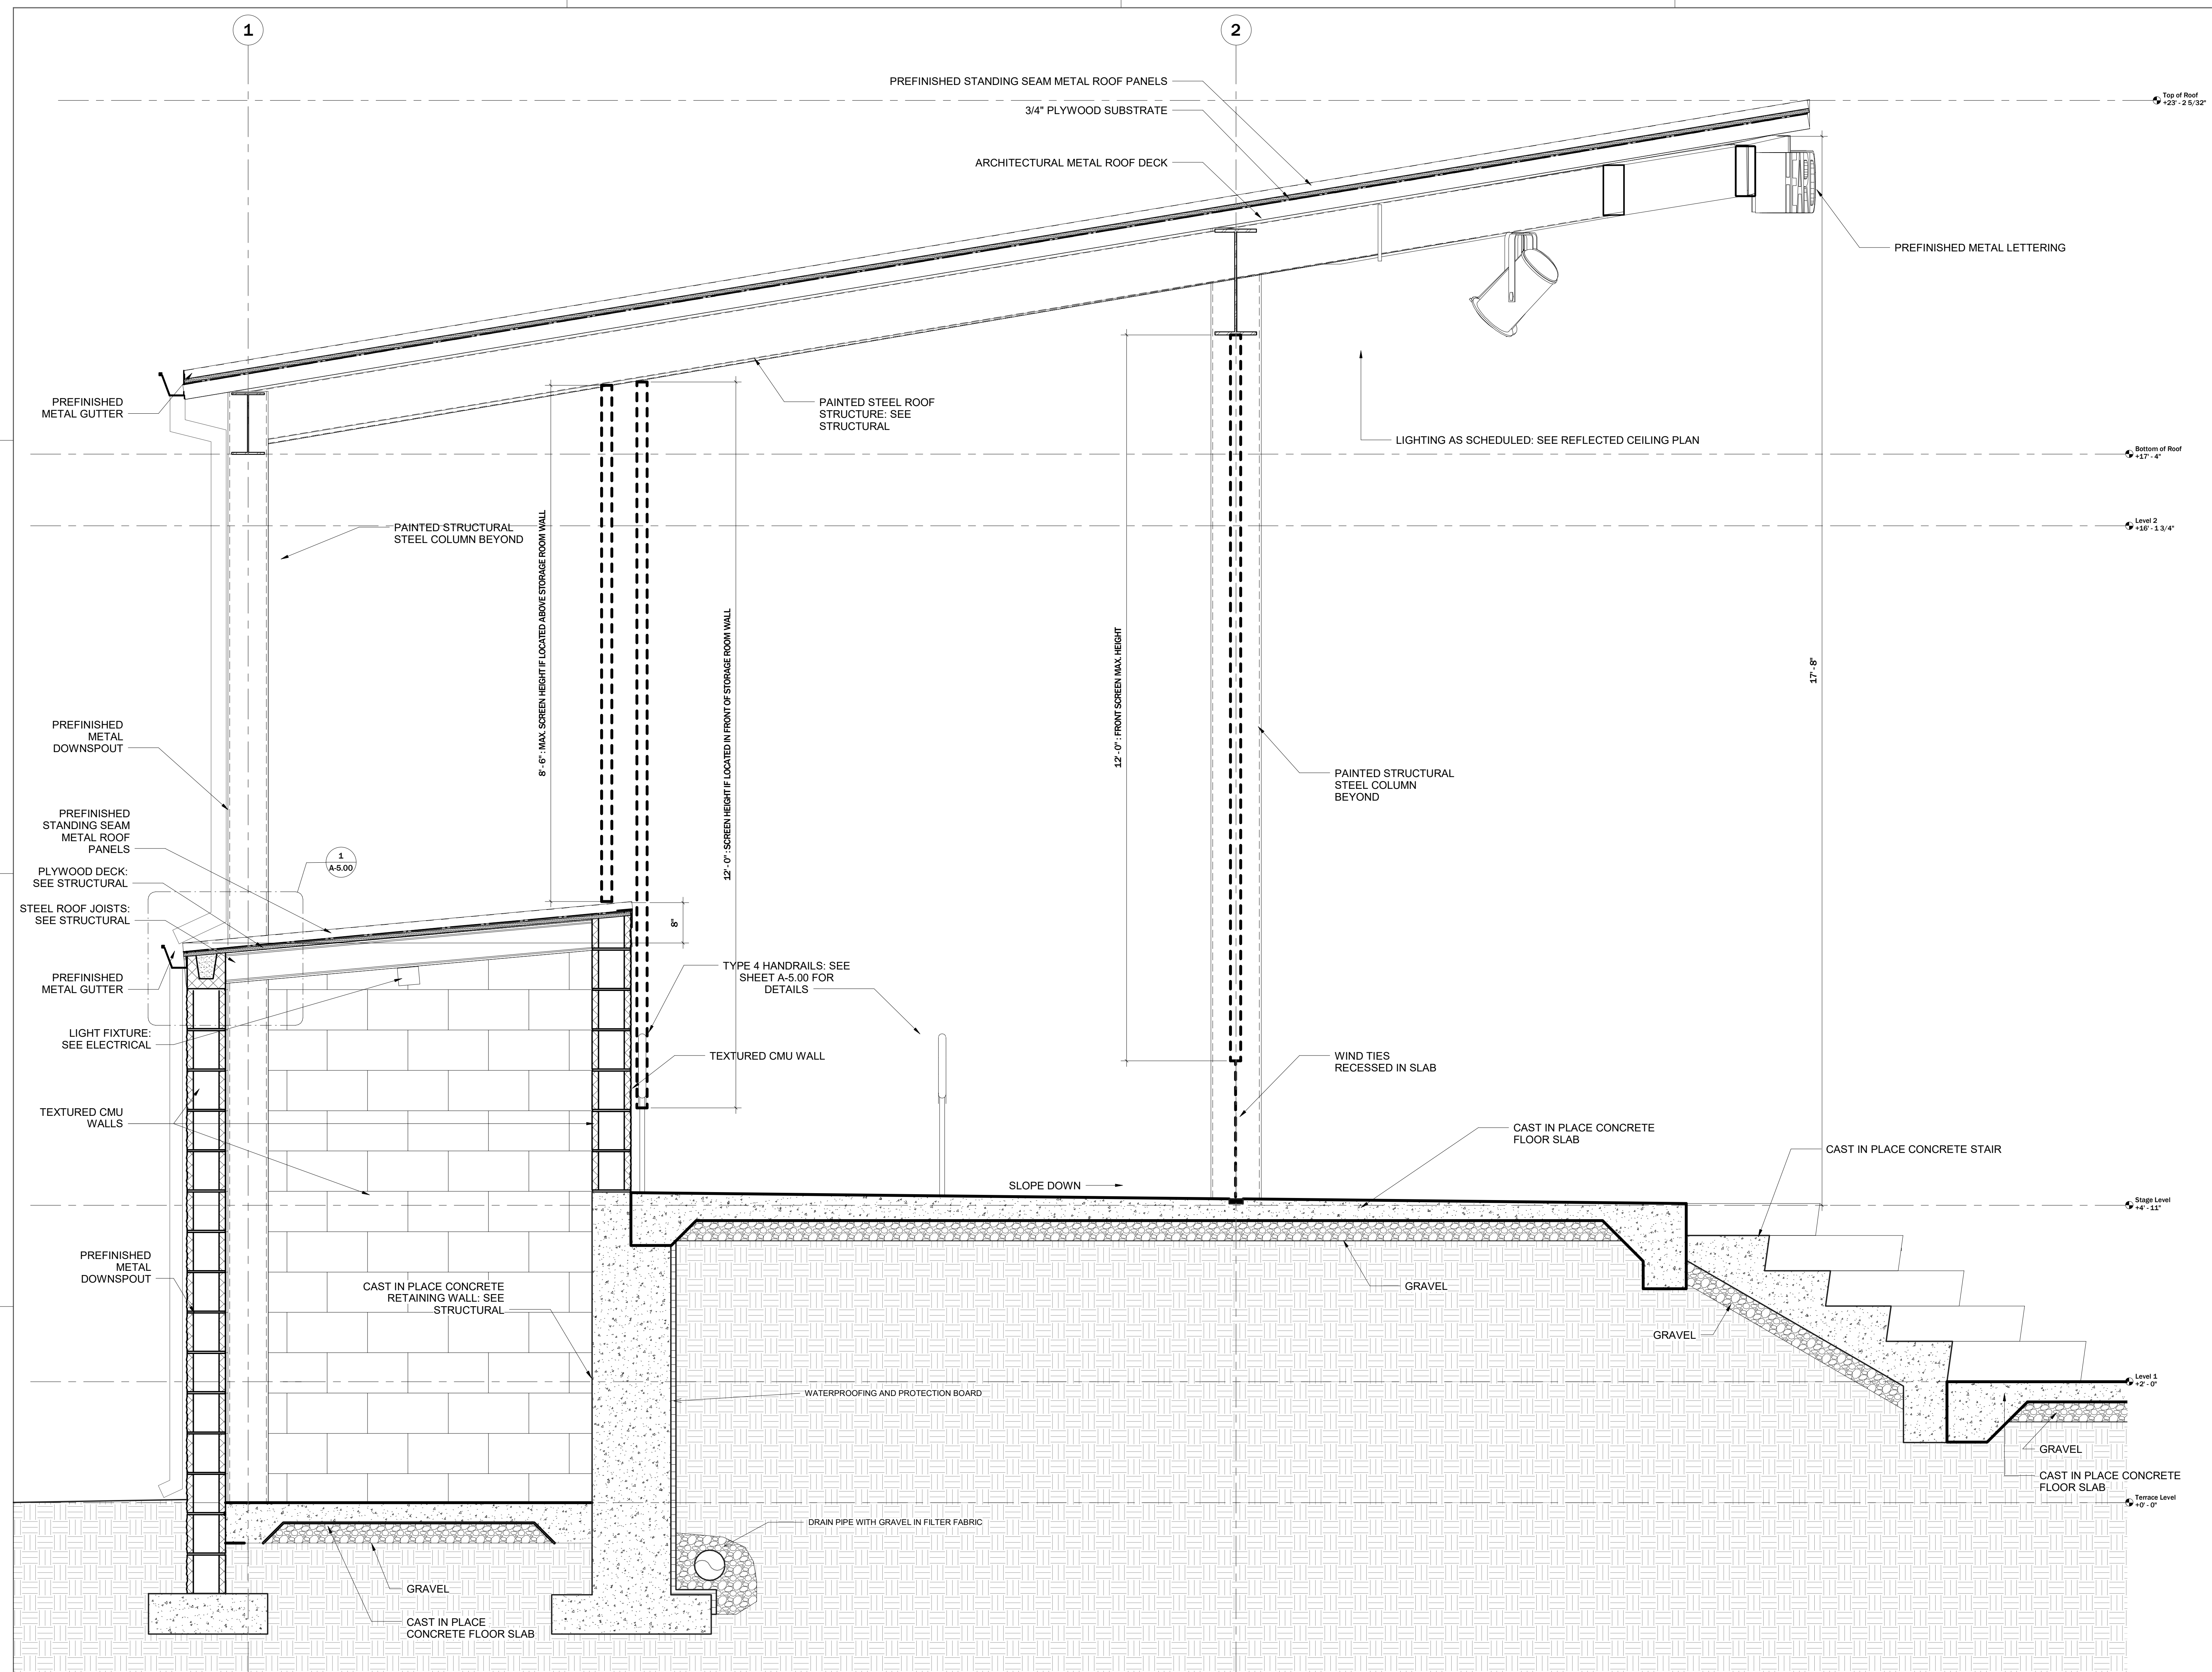 1
2
PREFINISHED STANDING SEAM METAL ROOF PANELS
3/4" PLYWOOD SUBSTRATE
ARCHITECTURAL METAL ROOF DECK
Top of Roof
+23' - 2 5/32"
PREFINISHED METAL LETTERING
PREFINISHED
METAL GUTTER
PAINTED STEEL ROOF
STRUCTURE: SEE
STRUCTURAL
LIGHTING AS SCHEDULED: SEE REFLECTED CEILING PLAN
Bottom of Roof
+17' - 4"
PAINTED STRUCTURAL
STEEL COLUMN BEYOND
Level 2
+16' - 1 3/4"
8' - 6" : MAX. SCREEN HEIGHT IF LOCATED ABOVE STORAGE ROOM WALL
12' - 0" : SCREEN HEIGHT IF LOCATED IN FRONT OF STORAGE ROOM WALL
12' - 0" : FRONT SCREEN MAX. HEIGHT
17' - 8"
PREFINISHED
METAL
DOWNSPOUT
PAINTED STRUCTURAL
STEEL COLUMN
BEYOND
PREFINISHED
STANDING SEAM
METAL ROOF
PANELS
1
A-5.00
PLYWOOD DECK:
SEE STRUCTURAL
STEEL ROOF JOISTS:
SEE STRUCTURAL
8"
PREFINISHED
METAL GUTTER
TYPE 4 HANDRAILS: SEE
SHEET A-5.00 FOR
DETAILS
LIGHT FIXTURE:
SEE ELECTRICAL
TEXTURED CMU WALL
WIND TIES
RECESSED IN SLAB
TEXTURED CMU
WALLS
CAST IN PLACE CONCRETE
FLOOR SLAB
CAST IN PLACE CONCRETE STAIR
SLOPE DOWN
Stage Level
+4' - 11"
PREFINISHED
METAL
DOWNSPOUT
CAST IN PLACE CONCRETE
RETAINING WALL: SEE
STRUCTURAL
GRAVEL
GRAVEL
WATERPROOFING AND PROTECTION BOARD
Level 1
+2' - 0"
GRAVEL
CAST IN PLACE CONCRETE
FLOOR SLAB
Terrace Level
+0' - 0"
DRAIN PIPE WITH GRAVEL IN FILTER FABRIC
GRAVEL
CAST IN PLACE
CONCRETE FLOOR SLAB